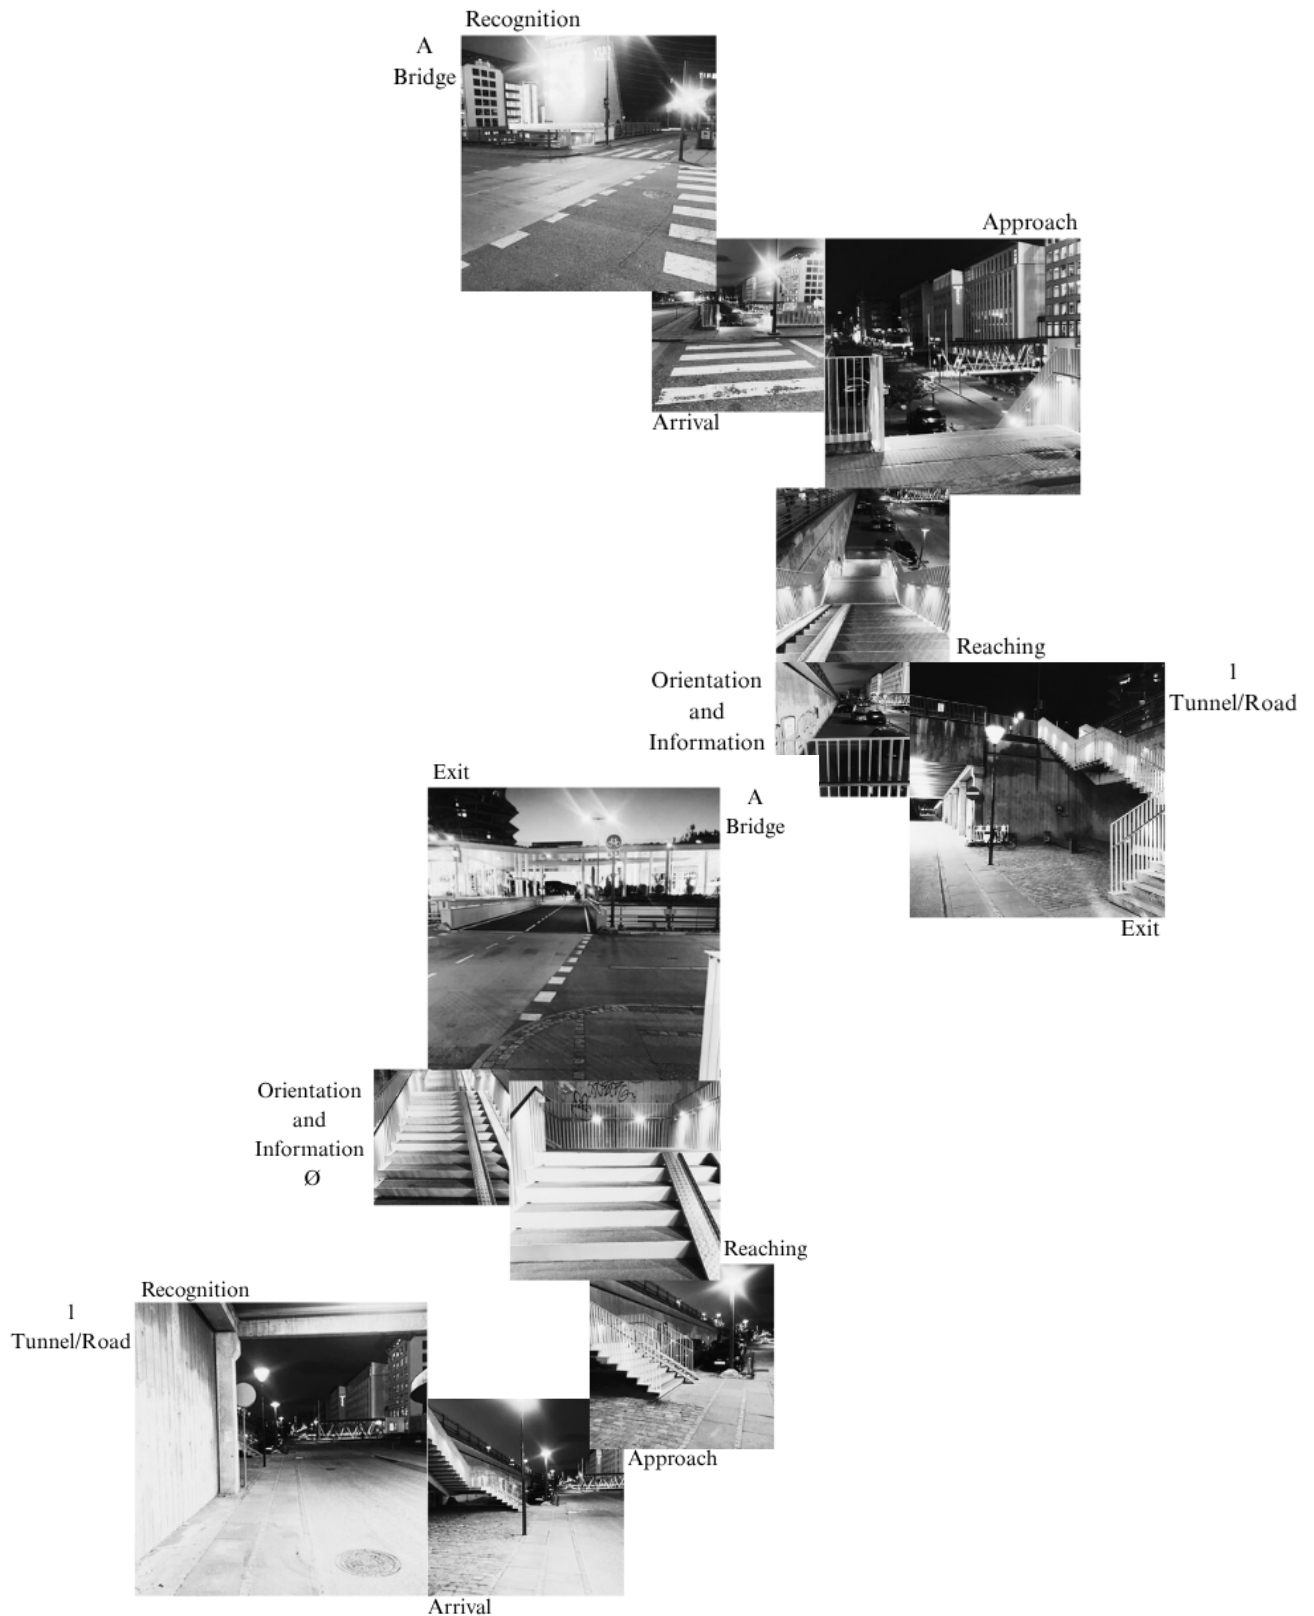 Recognition
A
Bridge
Approach
Arrival
Reaching
Orientation
and
Information
1
Tunnel/Road
Exit
Exit
A
Bridge
Orientation
and
Information
Ø
Reaching
Recognition
1
Tunnel/Road
Approach
Arrival